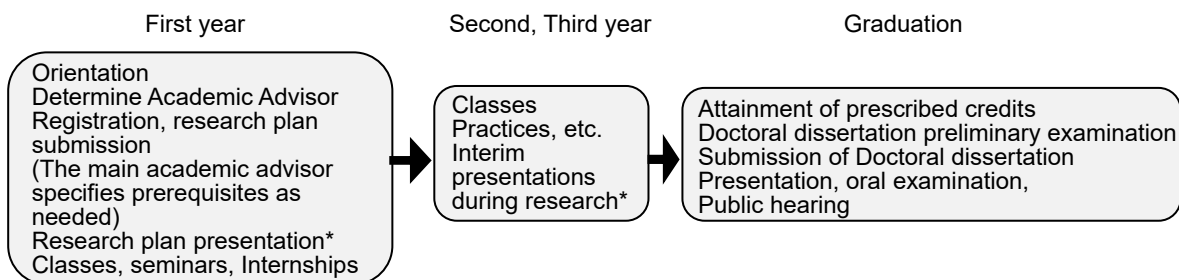 First year
Second, Third year
Graduation
Orientation
Determine Academic Advisor
Registration, research plan
submission
(The main academic advisor
specifies prerequisites as
needed)
Research plan presentation*
Classes, seminars, Internships
Classes
Practices, etc.
Interim
presentations
during research*
Attainment of prescribed credits
Doctoral dissertation preliminary examination
Submission of Doctoral dissertation
Presentation, oral examination,
Public hearing